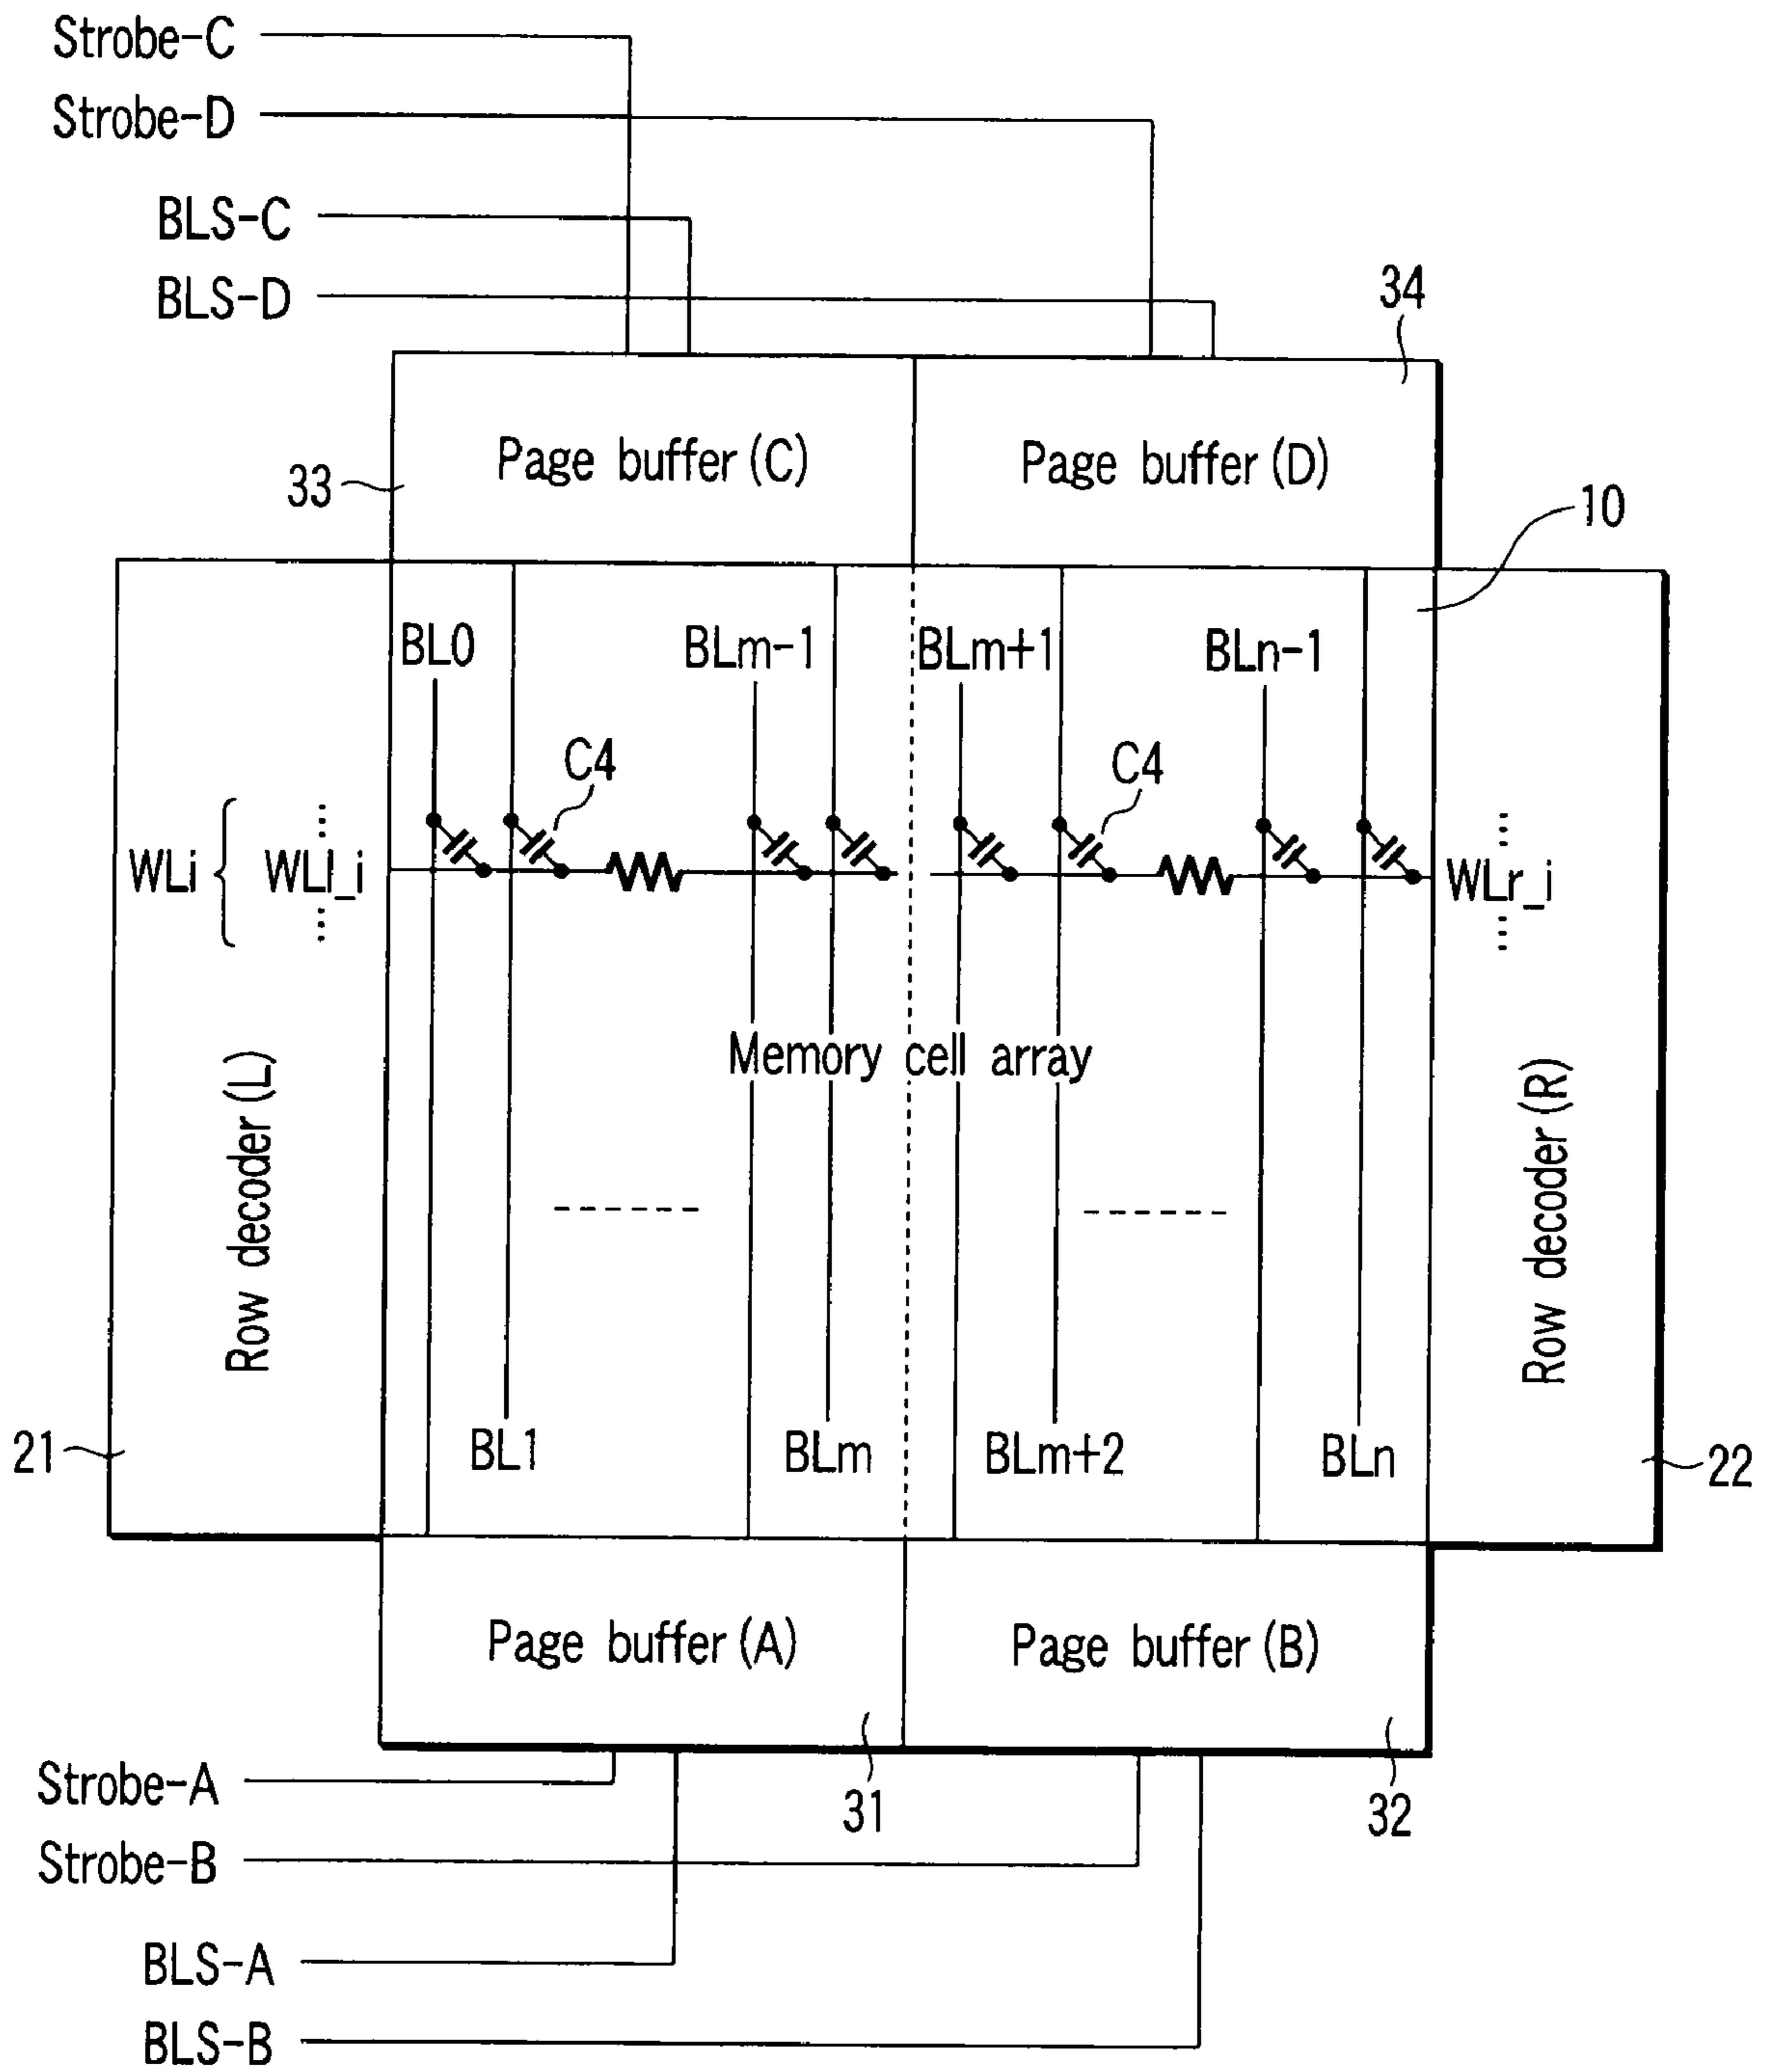 Strobe-C
Strobe-D
BLS-C
BLS-D
34
Page buffer (C)
Page buffer (D)
33
10
BL0
BLm-1
BLm+1
BLn-1
C4
C4
WLi
WLl_i
WLr_i
Memory cell array
Row decoder (L)
Row decoder (R)
21
BL1
BLm
BLm+2
BLn
22
Page buffer (A)
Page buffer (B)
Strobe-A
31
32
Strobe-B
BLS-A
BLS-B